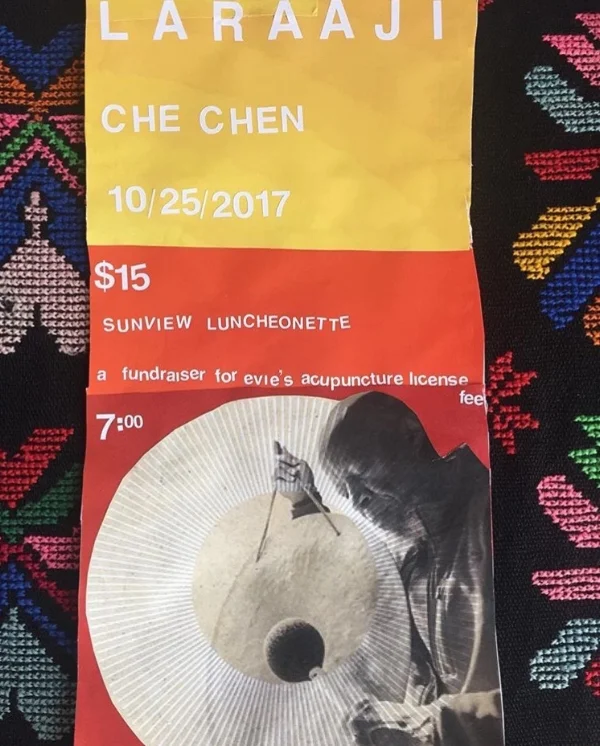 LARAAJI
CHE CHEN
10/25/2017
$15
SUNVIEW LUNCHEONETTE
a fundraiser for evie's acupuncture license
fee
7:00